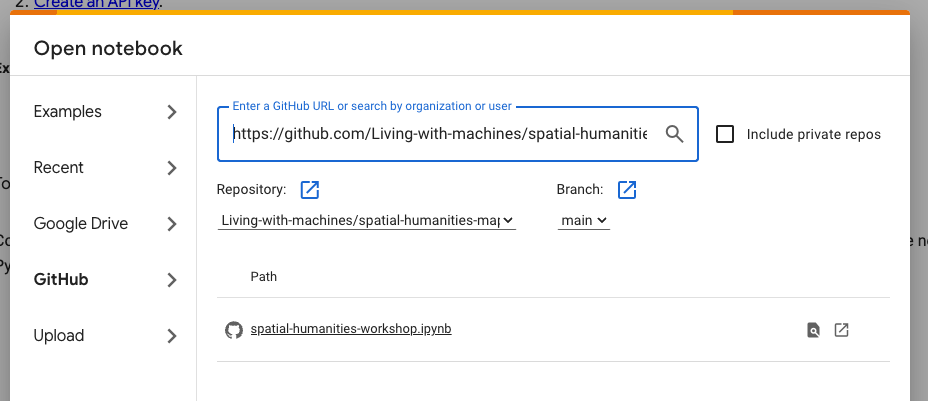 2. Create an API key.
Open notebook
Examples
Recent
Google Drive
GitHub
Upload
Enter a GitHub URL or search by organization or user
https://github.com/Living-with-machines/spatial-humanitie
Include private repos
Repository:
Branch:
Living-with-machines/spatial-humanities-map
main
Path
spatial-humanities-workshop.ipynb
Ex
To
Co
Py
e no